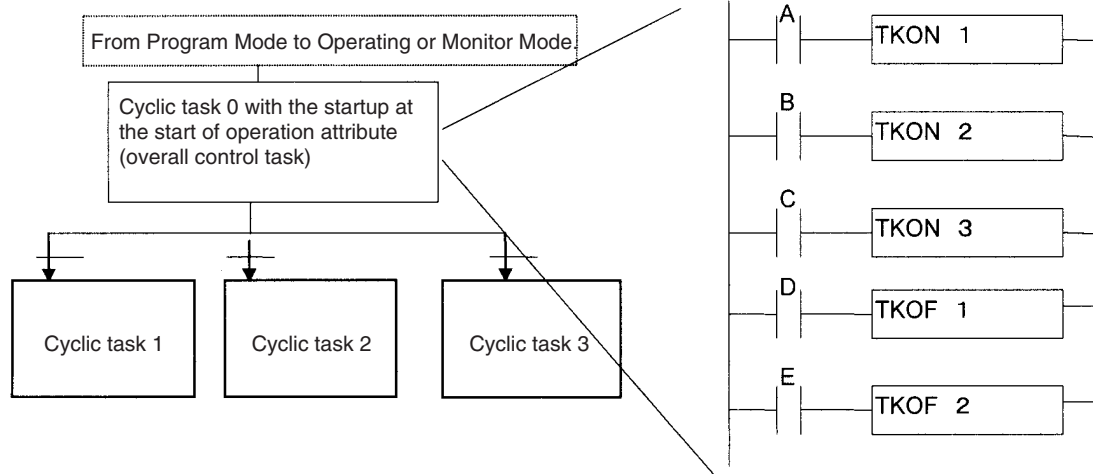 From Program Mode to Operating or Monitor Mode.
Cyclic task 0 with the startup at
the start of operation attribute
(overall control task)
Cyclic task 1
Cyclic task 2
Cyclic task 3
A
TKON 1
B
TKON 2
C
TKON 3
D
TKOF 1
E
TKOF 2